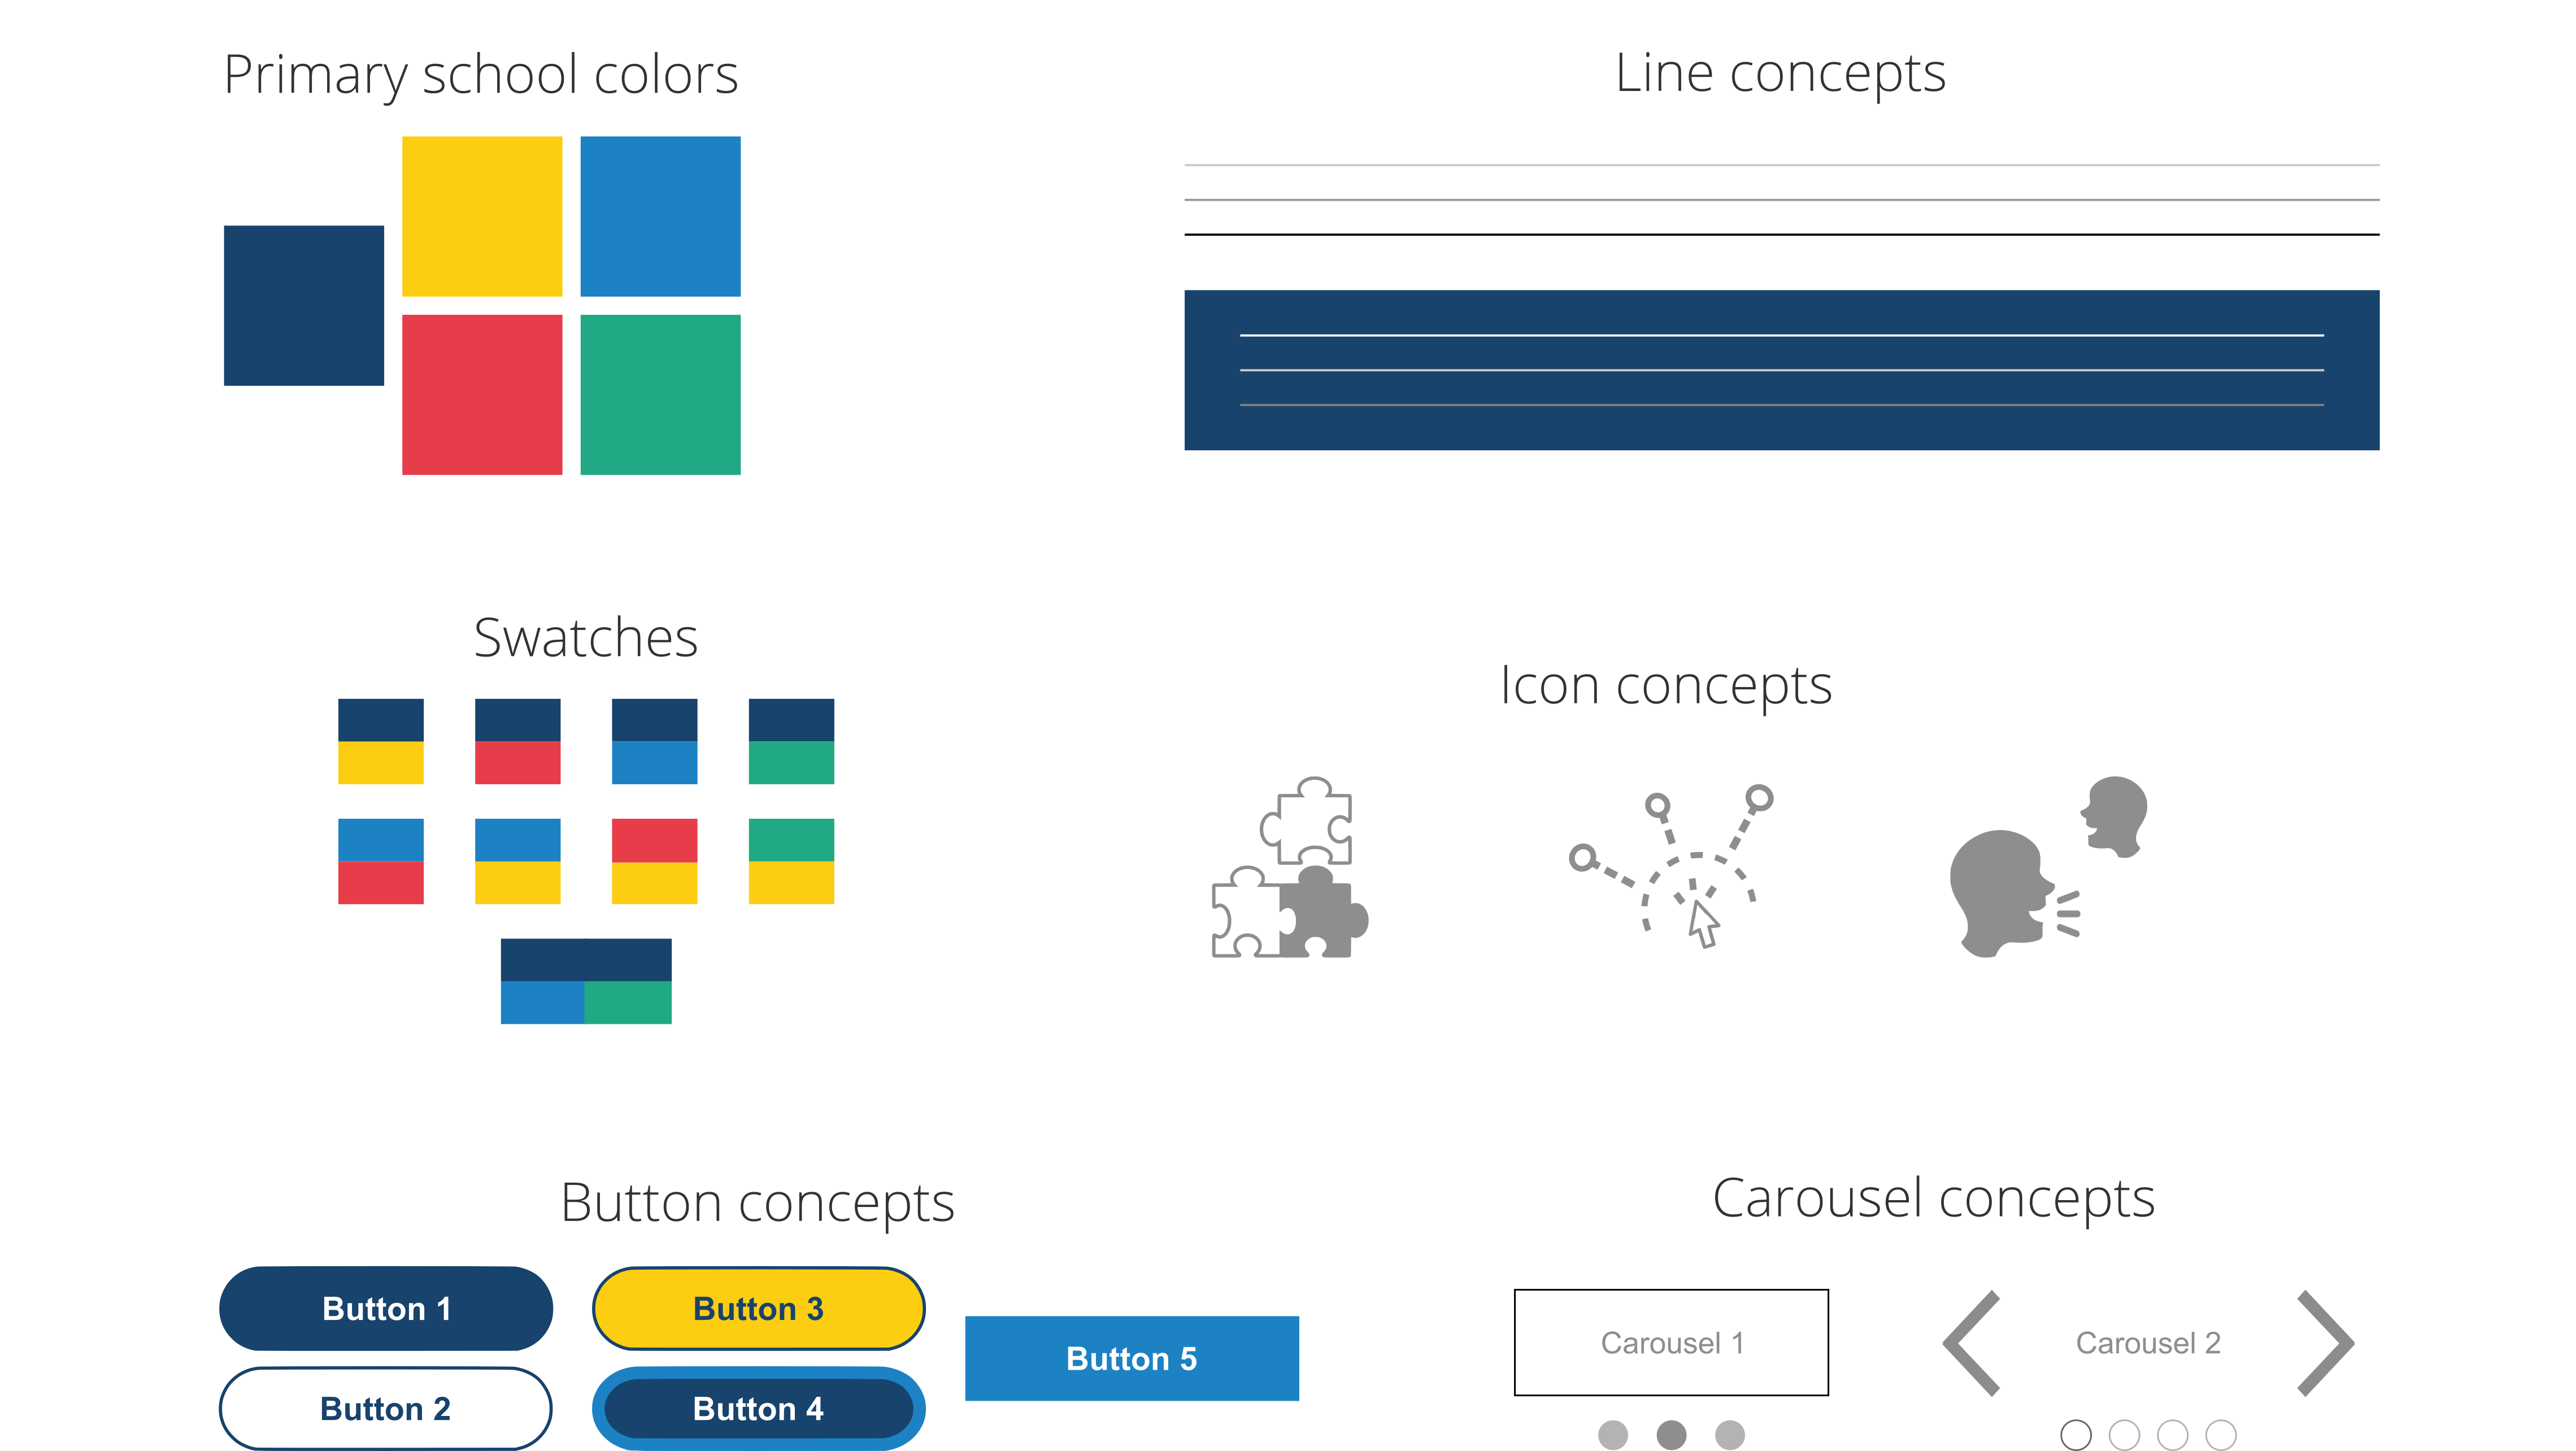 Primary school colors
Line concepts
Swatches
Icon concepts
Button concepts
Button 1
Button 2
Button 3
Button 4
Button 5
Carousel concepts
Carousel 1
Carousel 2